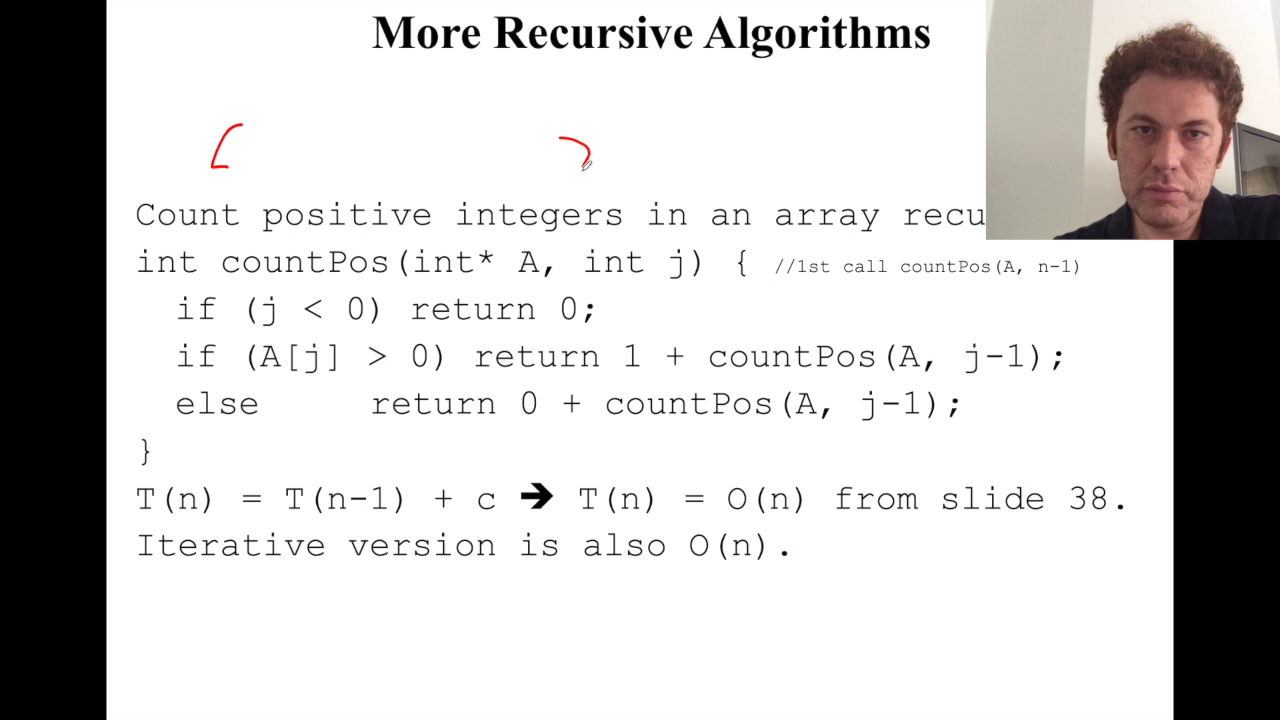 More Recursive Algorithms
Count positive integers in an array
int countPos(int* A, int j) { //1st call countPos(A, n-1)
if (j < 0) return 0;
if (A[j] > 0) return 1 + countPos(A, j-1);
else return 0 + countPos(A, j-1);
}
T(n) = T(n-1) + c ➔ T(n) = O(n) from slide 38.
Iterative version is also O(n).